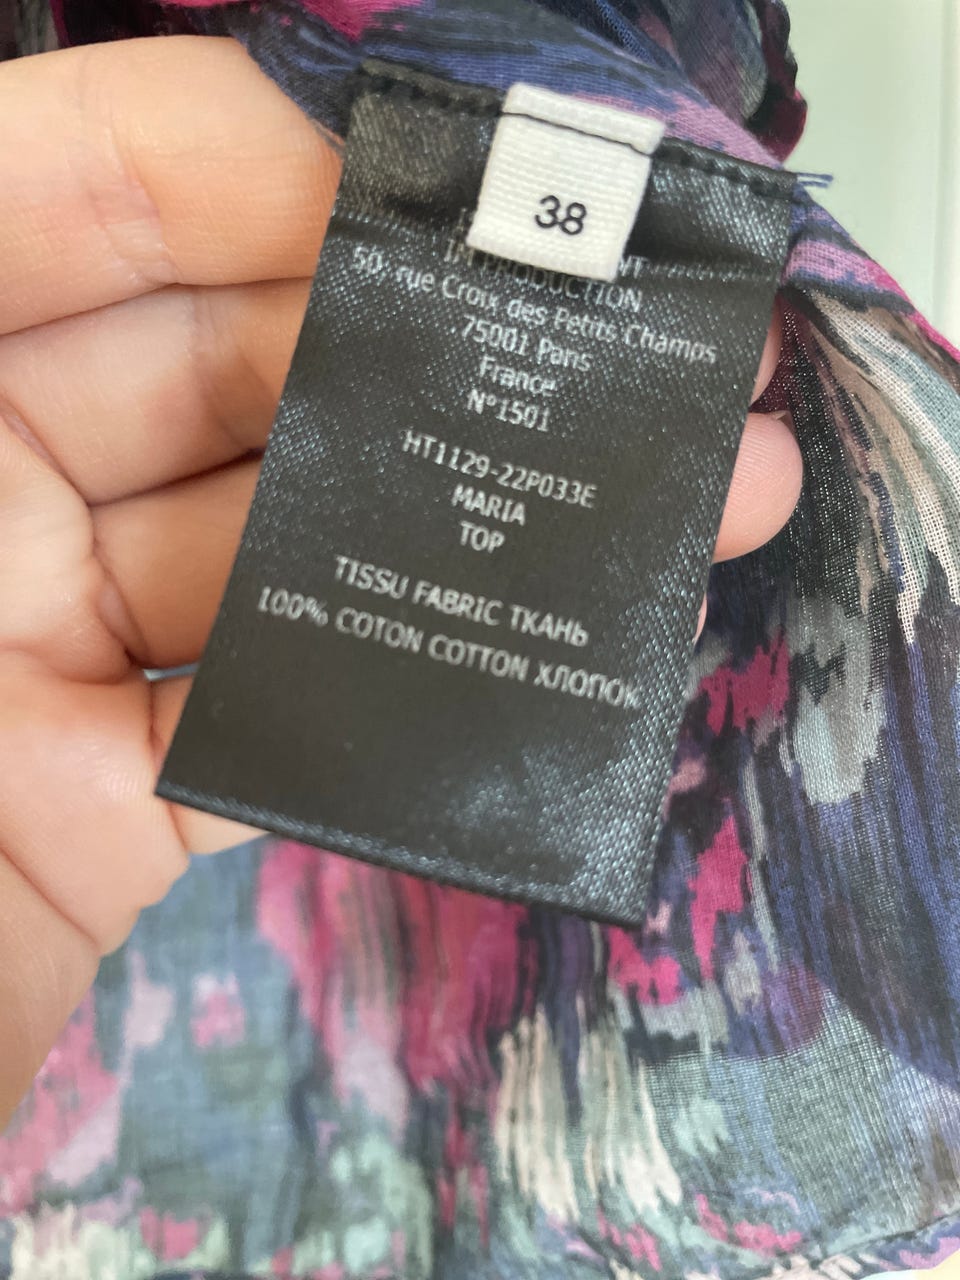 38
IM PRODUCTION
50, rue Croix des Petits Champs
75001 Paris
France
N°1501
HT1129-22P033E
MARIA
TOP
TISSU FABRIC ТКАНЬ
100% COTON COTTON ХЛОПОК